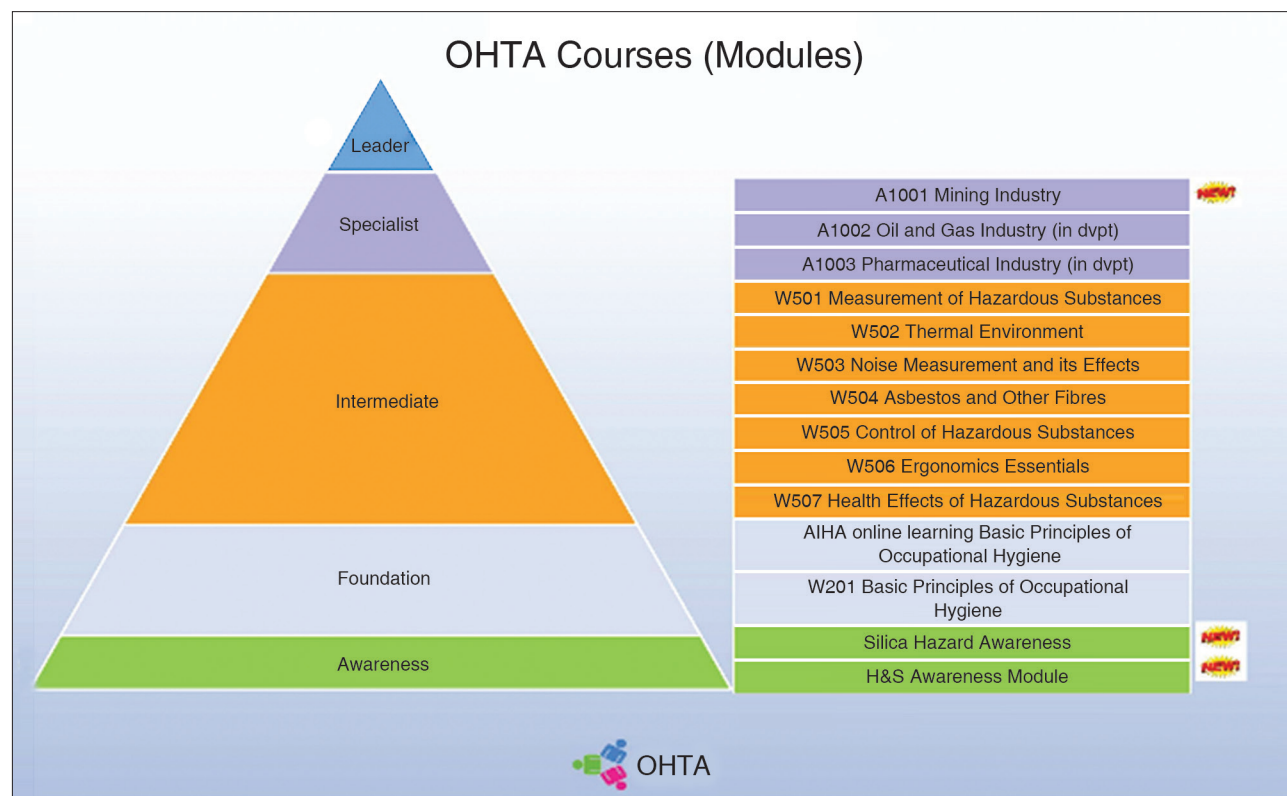 OHTA Courses (Modules)
Leader
Specialist
Intermediate
Foundation
Awareness
A1001 Mining Industry
NEW!
A1002 Oil and Gas Industry (in dvpt)
A1003 Pharmaceutical Industry (in dvpt)
W501 Measurement of Hazardous Substances
W502 Thermal Environment
W503 Noise Measurement and its Effects
W504 Asbestos and Other Fibres
W505 Control of Hazardous Substances
W506 Ergonomics Essentials
W507 Health Effects of Hazardous Substances
AIHA online learning Basic Principles of
Occupational Hygiene
W201 Basic Principles of Occupational
Hygiene
Silica Hazard Awareness
NEW!
H&S Awareness Module
NEW!
OHTA